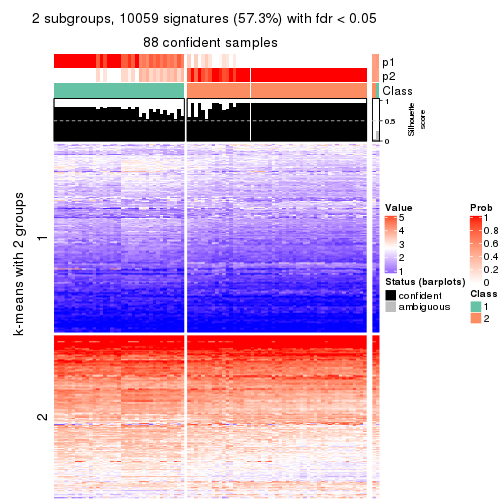 2 subgroups, 10059 signatures (57.3%) with fdr < 0.05
88 confident samples
p1
p2
Class
1
0.5
0
Silhouette
score
k-means with 2 groups
1
2
Value
5
4
3
2
1
Status (barplots)
confident
ambiguous
Prob
1
0.8
0.6
0.4
0.2
0
Class
1
2